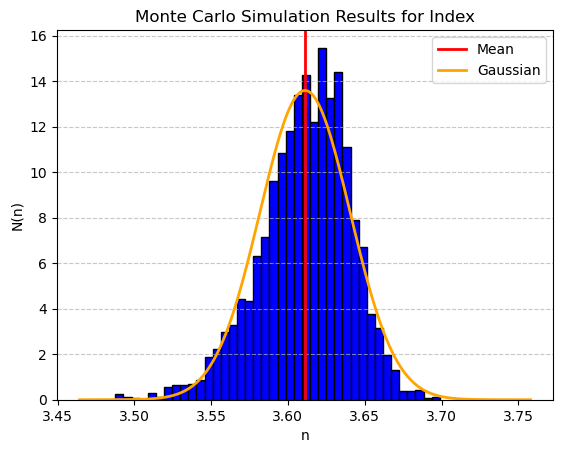 Monte Carlo Simulation Results for Index
16
14
12
10
8
6
4
2
0
N(n)
Mean
Gaussian
3.45 3.50 3.55 3.60 3.65 3.70 3.75
n